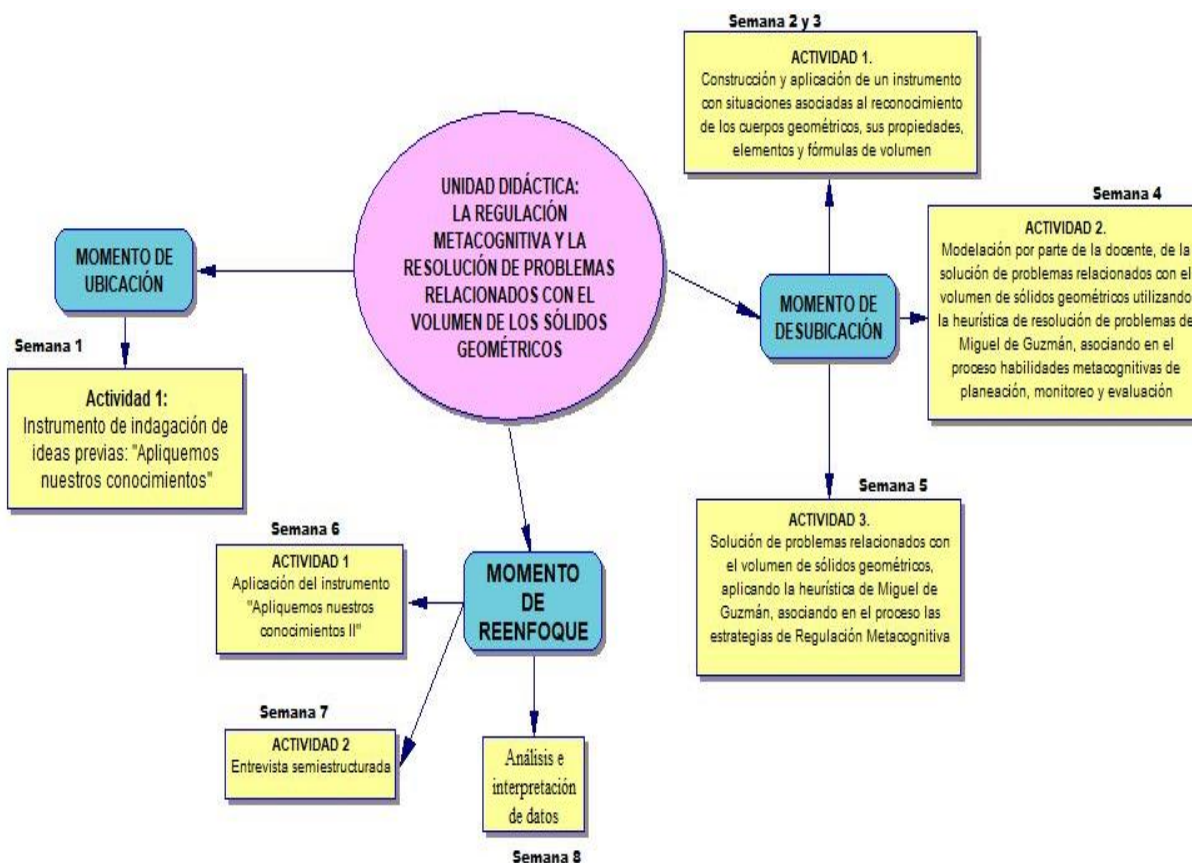 UNIDAD DIDÁCTICA:
LA REGULACIÓN
METACOGNITIVA Y LA
RESOLUCIÓN DE PROBLEMAS
RELACIONADOS CON EL
VOLUMEN DE LOS SÓLIDOS
GEOMÉTRICOS
MOMENTO DE
UBICACIÓN
Semana 1
Actividad 1:
Instrumento de indagación de
ideas previas: "Apliquemos
nuestros conocimientos"
MOMENTO DE
DESUBICACIÓN
Semana 2 y 3
ACTIVIDAD 1.
Construcción y aplicación de un instrumento
con situaciones asociadas al reconocimiento
de los cuerpos geométricos, sus propiedades,
elementos y fórmulas de volumen
Semana 4
ACTIVIDAD 2.
Modelación por parte de la docente, de la
solución de problemas relacionados con el
volumen de sólidos geométricos utilizando
la heurística de resolución de problemas de
Miguel de Guzmán, asociando en el
proceso habilidades metacognitivas de
planeación, monitoreo y evaluación
Semana 5
ACTIVIDAD 3.
Solución de problemas relacionados con
el volumen de sólidos geométricos,
aplicando la heurística de Miguel de
Guzmán, asociando en el proceso las
estrategias de Regulación Metacognitiva
MOMENTO
DE
REENFOQUE
Semana 6
ACTIVIDAD 1
Aplicación del instrumento
"Apliquemos nuestros
conocimientos II"
Semana 7
ACTIVIDAD 2
Entrevista semiestructurada
Análisis e
interpretación
de datos
Semana 8